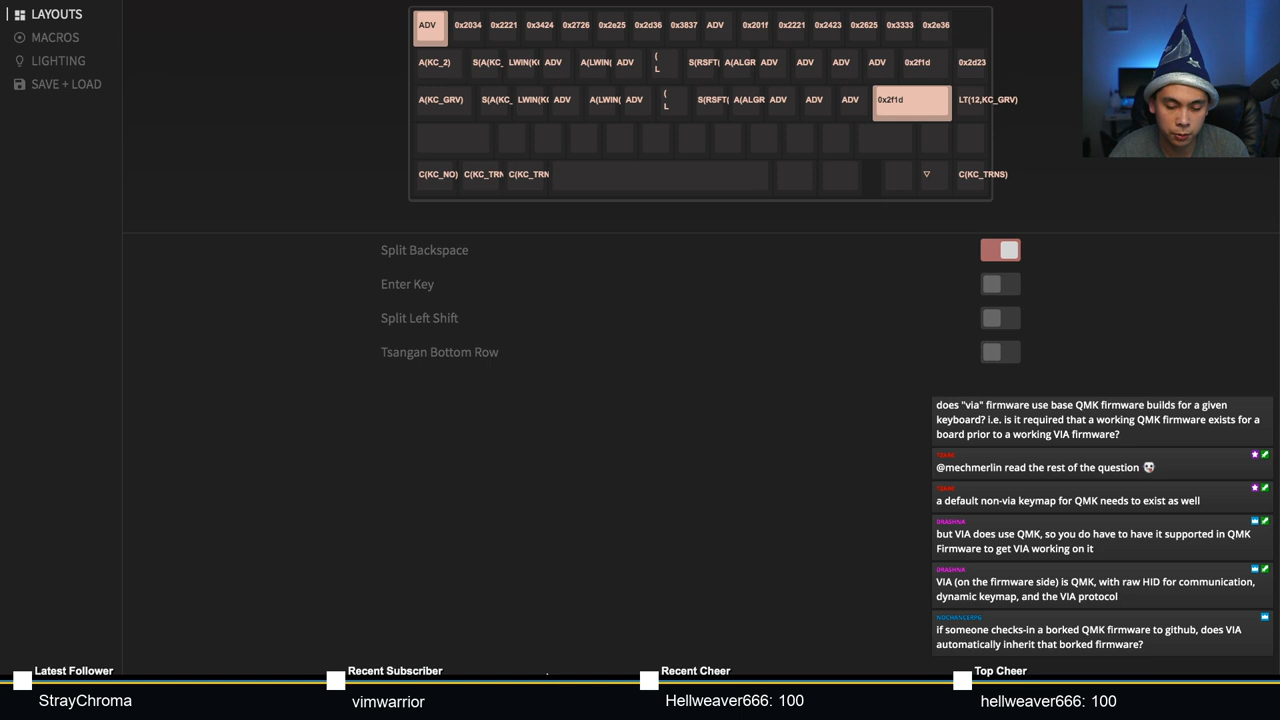 LAYOUTS
MACROS
LIGHTING
SAVE + LOAD
ADV 0x2034 0x2221 0x3424 0x2726 0x2e25 0x2d36 0x3837 ADV 0x201f 0x2221 0x2423 0x2625 0x3333 0x2e36
A(KC_2) S(A(KC_ LWIN(K( ADV A(LWIN( ADV ( L S(RSFT( A(ALGR ADV ADV ADV ADV 0x2f1d 0x2d23
A(KC_GRV) S(A(KC_ LWIN(K( ADV A(LWIN( ADV ( L S(RSFT( A(ALGR ADV ADV ADV 0x2f1d LT(12,KC_GRV)
C(KC_NO) C(KC_TRN C(KC_TRN ▽ C(KC_TRNS)
Split Backspace
Enter Key
Split Left Shift
Tsangan Bottom Row
does "via" firmware use base QMK firmware builds for a given
keyboard? i.e. is it required that a working QMK firmware exists for a
board prior to a working VIA firmware?
@mechmerlin read the rest of the question
a default non-via keymap for QMK needs to exist as well
DRASHNA
but VIA does use QMK, so you do have to have it supported in QMK
Firmware to get VIA working on it
DRASHNA
VIA (on the firmware side) is QMK, with raw HID for communication,
dynamic keymap, and the VIA protocol
NOCHANCERPG
if someone checks-in a borked QMK firmware to github, does VIA
automatically inherit that borked firmware?
Latest Follower
StrayChroma
Recent Subscriber
vimwarrior
Recent Cheer
Hellweaver666: 100
Top Cheer
hellweaver666: 100